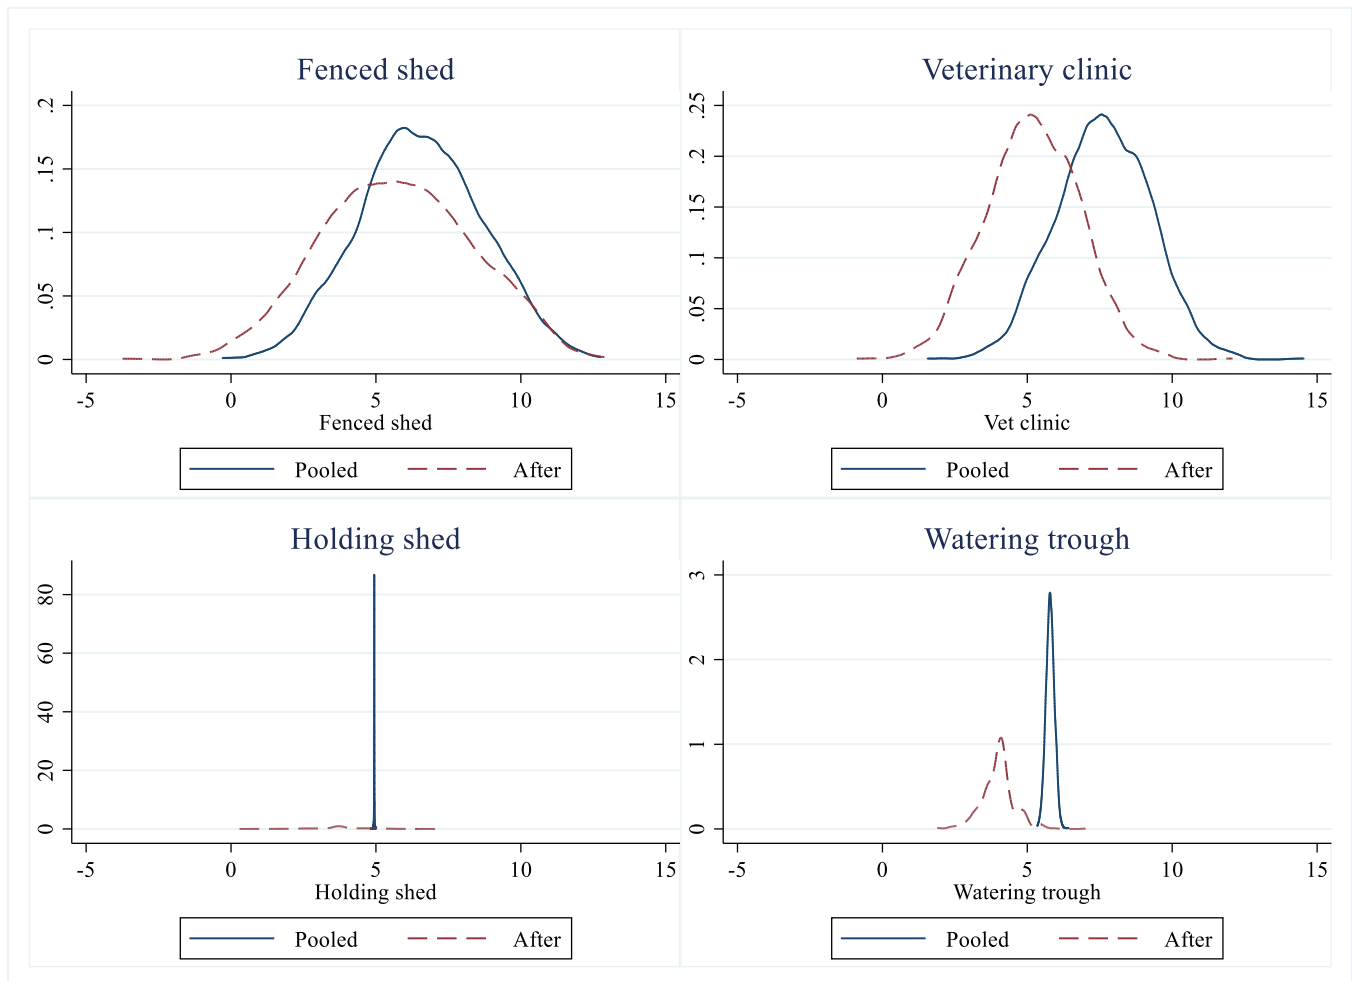 Fenced shed
.2
.15
.1
.05
0
-5 0 5 10 15
Fenced shed
Pooled After
Veterinary clinic
.25
.2
.15
.1
.05
0
-5 0 5 10 15
Vet clinic
Pooled After
Holding shed
80
60
40
20
0
-5 0 5 10 15
Holding shed
Pooled After
Watering trough
3
2
1
0
-5 0 5 10 15
Watering trough
Pooled After